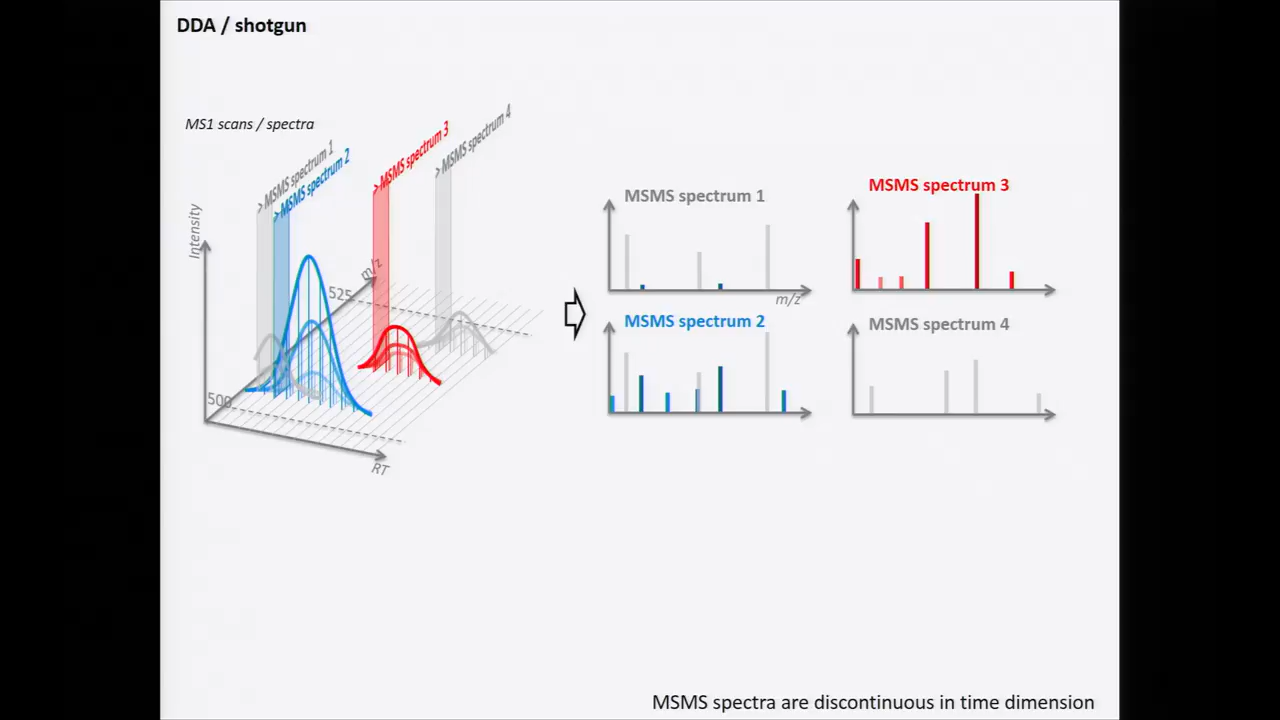 DDA / shotgun
MS1 scans / spectra
> MSMS spectrum 1
> MSMS spectrum 2
> MSMS spectrum 3
> MSMS spectrum 4
Intensity
m/z
525
500
RT
MSMS spectrum 1
m/z
MSMS spectrum 2
MSMS spectrum 3
MSMS spectrum 4
MSMS spectra are discontinuous in time dimension